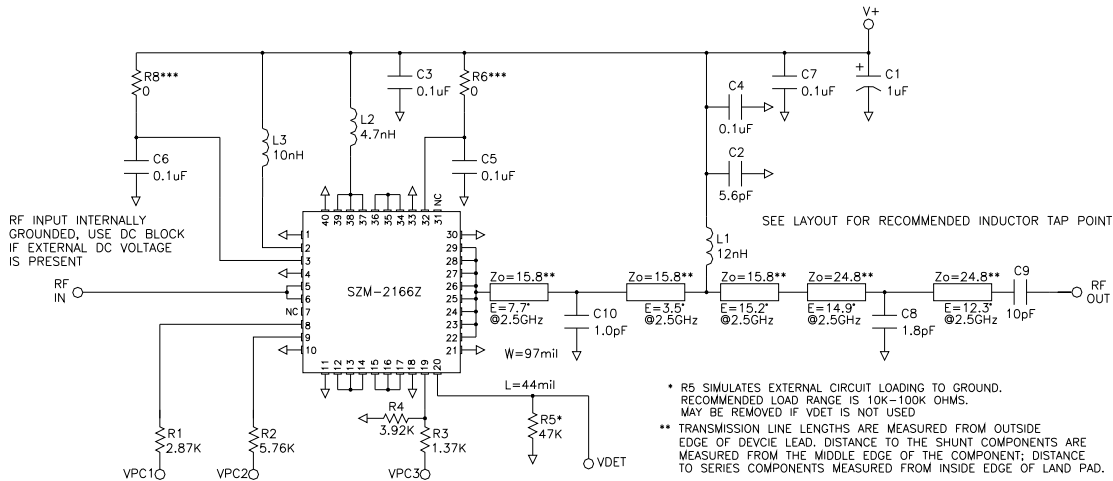 V+
R8***
0
C3
0.1uF
R6***
0
C7
0.1uF
+
C1
1uF
C4
0.1uF
L2
4.7nH
L3
10nH
C6
0.1uF
C5
0.1uF
C2
5.6pF
RF INPUT INTERNALLY
GROUNDED, USE DC BLOCK
IF EXTERNAL DC VOLTAGE
IS PRESENT
40 39 38 37 36 35 34 33 32 31 NC
SEE LAYOUT FOR RECOMMENDED INDUCTOR TAP POINT
L1
12nH
1
2
3
4
5
6
NC 7
8
9
10
30
29
28
27
26
25
24
23
22
21
RF
IN
SZM-2166Z
Zo=15.8**
E=7.7°
@2.5GHz
Zo=15.8**
E=3.5°
@2.5GHz
Zo=15.8**
E=15.2°
@2.5GHz
Zo=24.8**
E=14.9°
@2.5GHz
Zo=24.8**
E=12.3°
@2.5GHz
C9
10pF
RF
OUT
C10
1.0pF
C8
1.8pF
W=97mil
11 12 13 14 15 16 17 18 19 20
L=44mil
R4
3.92K
R5*
47K
R1
2.87K
R2
5.76K
R3
1.37K
VPC1
VPC2
VPC3
VDET
* R5 SIMULATES EXTERNAL CIRCUIT LOADING TO GROUND.
RECOMMENDED LOAD RANGE IS 10K-100K OHMS.
MAY BE REMOVED IF VDET IS NOT USED
** TRANSMISSION LINE LENGTHS ARE MEASURED FROM OUTSIDE
EDGE OF DEVCIE LEAD. DISTANCE TO THE SHUNT COMPONENTS ARE
MEASURED FROM THE MIDDLE EDGE OF THE COMPONENT; DISTANCE
TO SERIES COMPONENTS MEASURED FROM INSIDE EDGE OF LAND PAD.